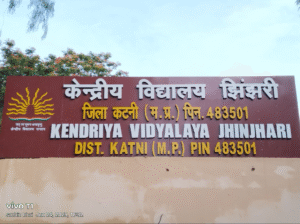 केन्द्रीय विद्यालय झिंझरी
जिला कटनी (म.प्र.) पिन. 483501
KENDRIYA VIDYALAYA JHINJHARI
DIST. KATNI (M.P.) PIN 483501